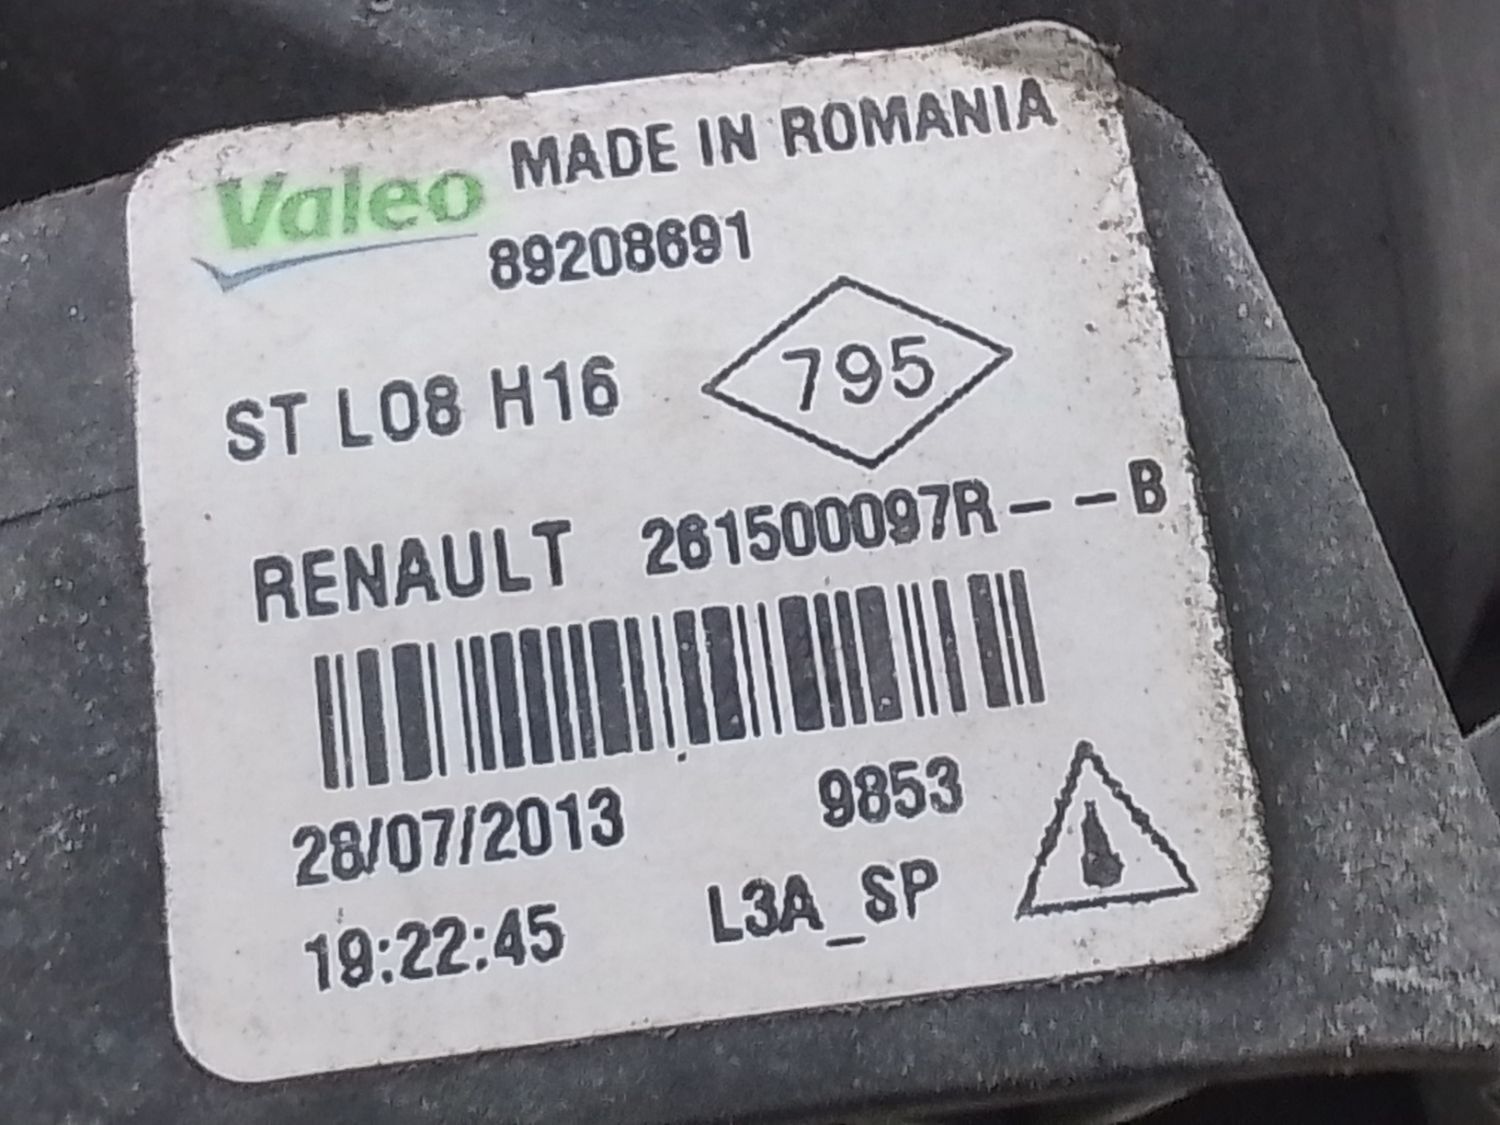 Valeo MADE IN ROMANIA
89208691
ST L08 H16 795
RENAULT 261500097R--B
28/07/2013 9853
19:22:45 L3A_SP